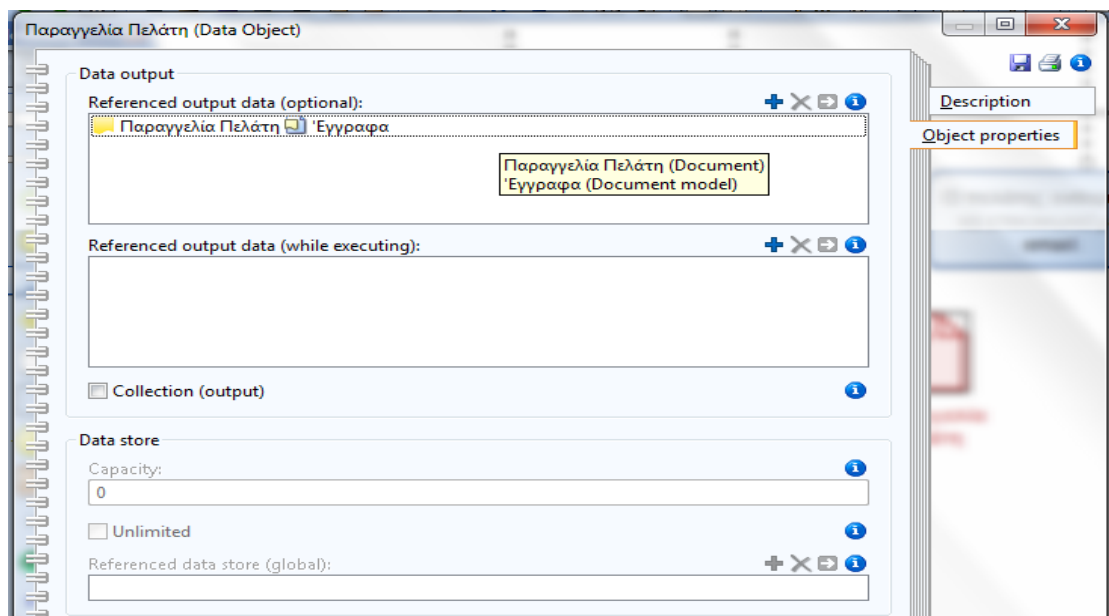 Παραγγελία Πελάτη (Data Object)
Data output
Referenced output data (optional):
Παραγγελία Πελάτη 'Εγγραφα
Παραγγελία Πελάτη (Document)
'Εγγραφα (Document model)
Referenced output data (while executing):
Collection (output)
Data store
Capacity:
0
Unlimited
Referenced data store (global):
Description
Object properties